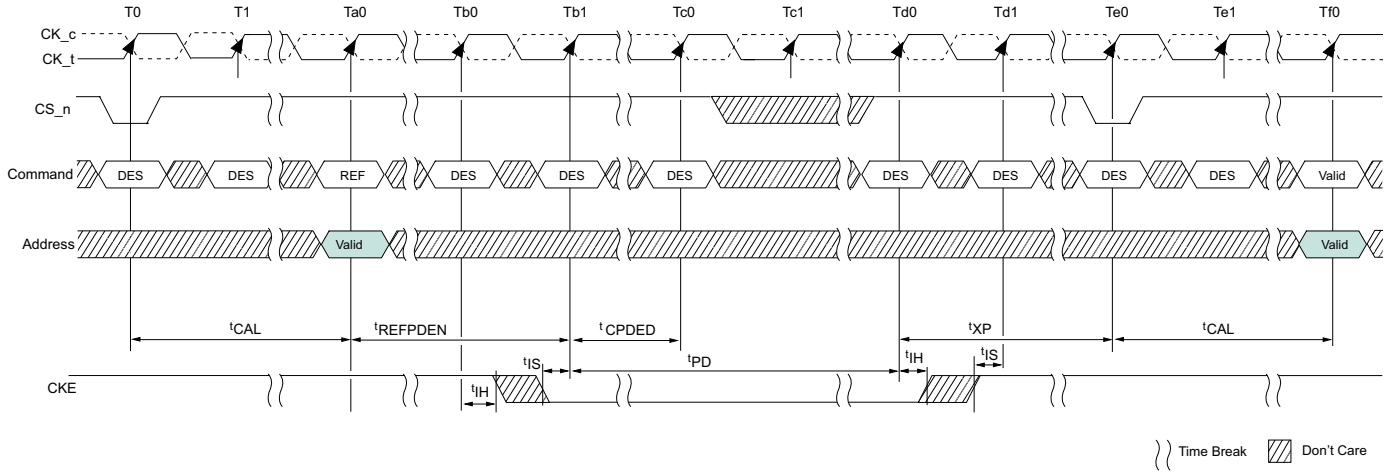 T0 T1 Ta0 Tb0 Tb1 Tc0 Tc1 Td0 Td1 Te0 Te1 Tf0
CK_c
CK_t
CS_n
Command DES DES REF DES DES DES DES DES DES DES Valid
Address Valid Valid
tCAL tREFPDEN tCPDED tXP tCAL
tIS tPD tIH tIS
CKE tIH
Time Break Don't Care